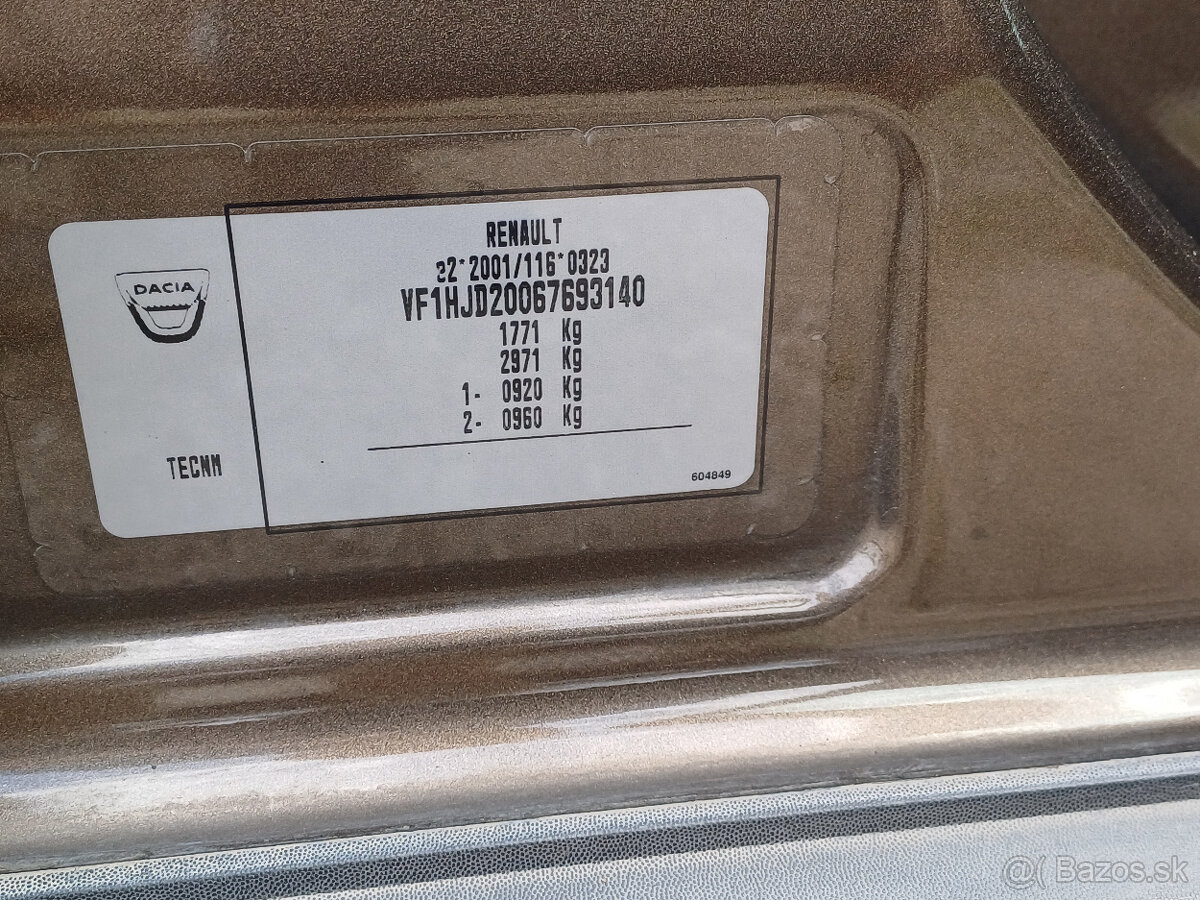 DACIA
TECNM
RENAULT
e2*2001/116*0323
VF1HJD20067693140
1771 Kg
2971 Kg
1- 0920 Kg
2- 0960 Kg
604849
@( Bazos.sk